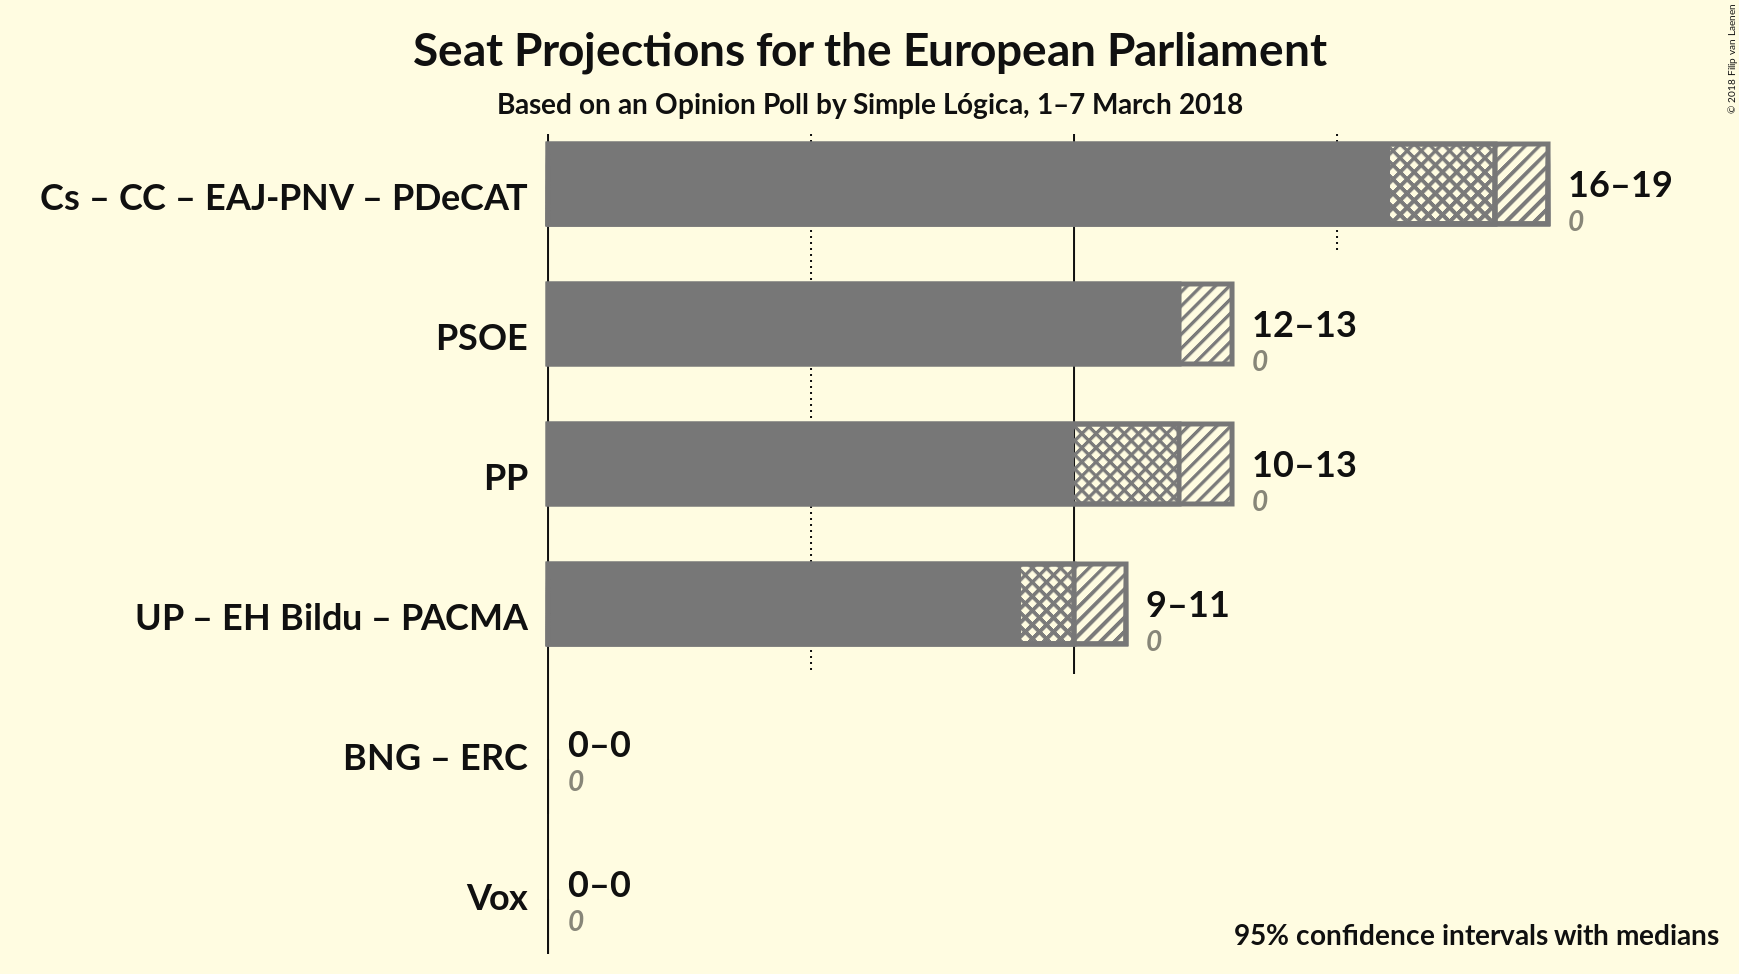 Seat Projections for the European Parliament
Based on an Opinion Poll by Simple Lógica, 1–7 March 2018
© 2018 Filip van Laenen
Cs – CC – EAJ-PNV – PDeCAT
16–19
0
PSOE
12–13
0
PP
10–13
0
UP – EH Bildu – PACMA
9–11
0
BNG – ERC
0–0
0
Vox
0–0
0
95% confidence intervals with medians